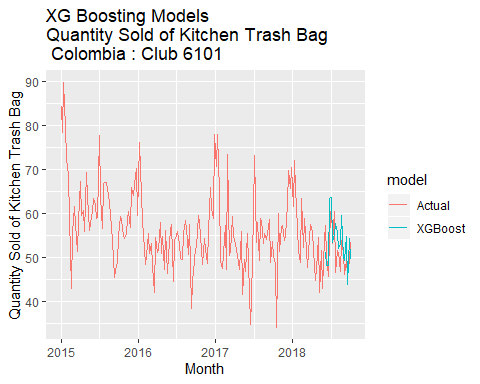 XG Boosting Models
Quantity Sold of Kitchen Trash Bag
Colombia : Club 6101
90
80
70
60
50
40
Quantity Sold of Kitchen Trash Bag
2015
2016
2017
2018
Month
model
Actual
XGBoost